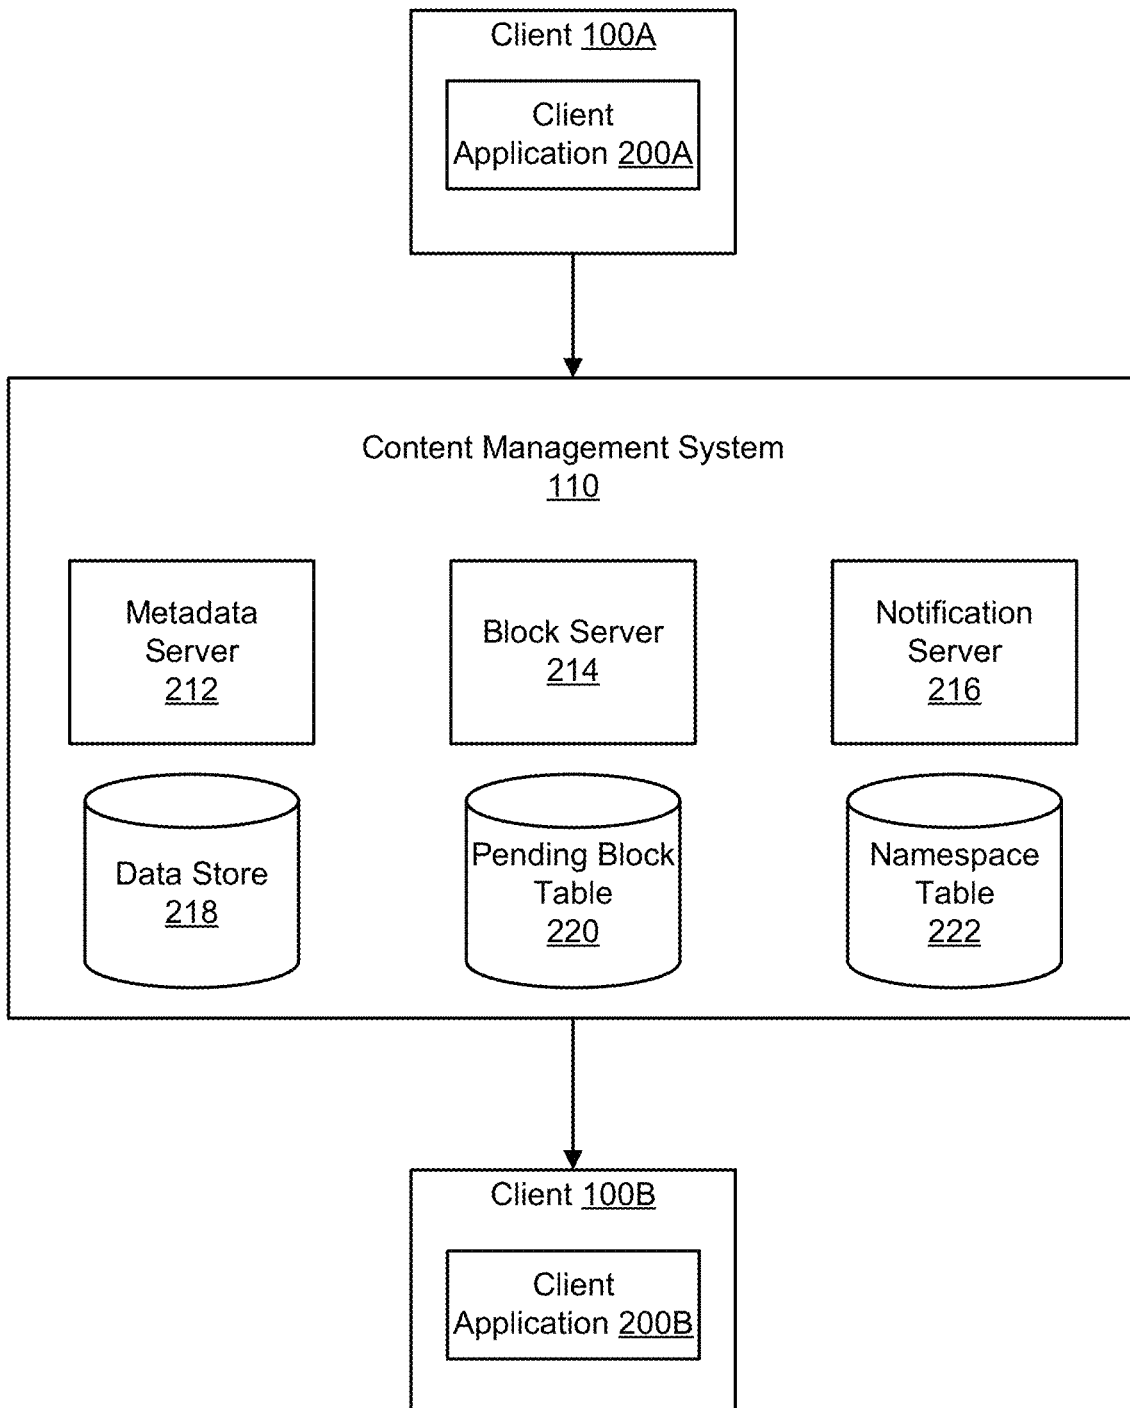 Client 100A
Client
Application 200A
Content Management System
110
Metadata
Server
212
Block Server
214
Notification
Server
216
Data Store
218
Pending Block
Table
220
Namespace
Table
222
Client 100B
Client
Application 200B